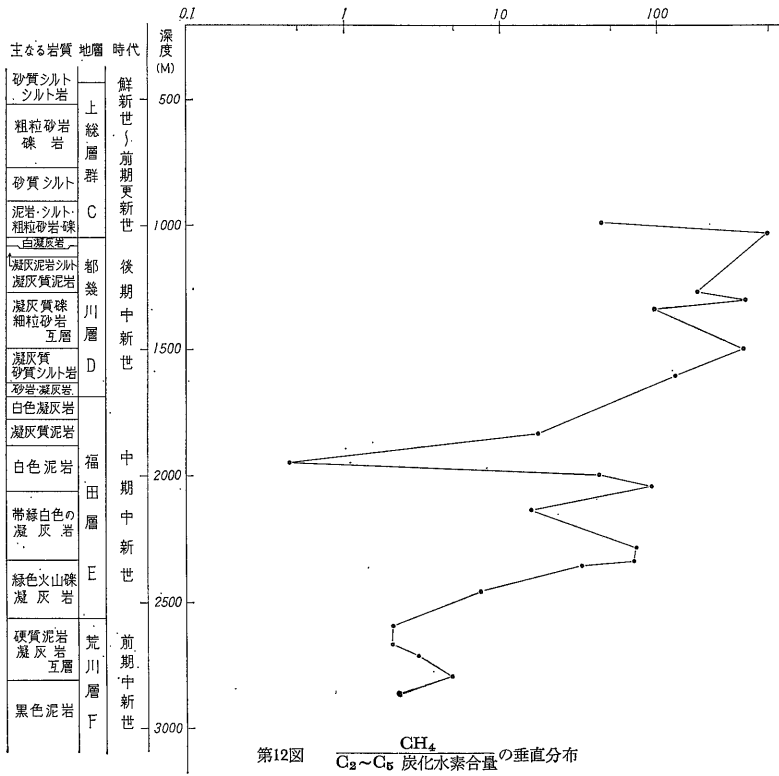 0.1 1 10 100
主なる岩質 地層 時代 深度 (M)
砂質シルト
シルト岩
粗粒砂岩
礫岩
砂質シルト
泥岩・シルト・
粗粒砂岩・礫
白凝灰岩
凝灰泥岩シルト
凝灰質泥岩
凝灰質礫
細粒砂岩
互層
凝灰質
砂質シルト岩
砂岩・凝灰岩
白色凝灰岩
凝灰質泥岩
白色泥岩
帯緑白色の
凝灰岩
緑色火山礫
凝灰岩
硬質泥岩
凝灰岩
互層
黒色泥岩
上総層群 C
都幾川層 D
福田層 E
荒川層 F
鮮新世～前期更新世
後期中新世
中期中新世
前期中新世
500
1000
1500
2000
2500
3000
第12図 CH₄ / C₂～C₅ 炭化水素合量 の垂直分布